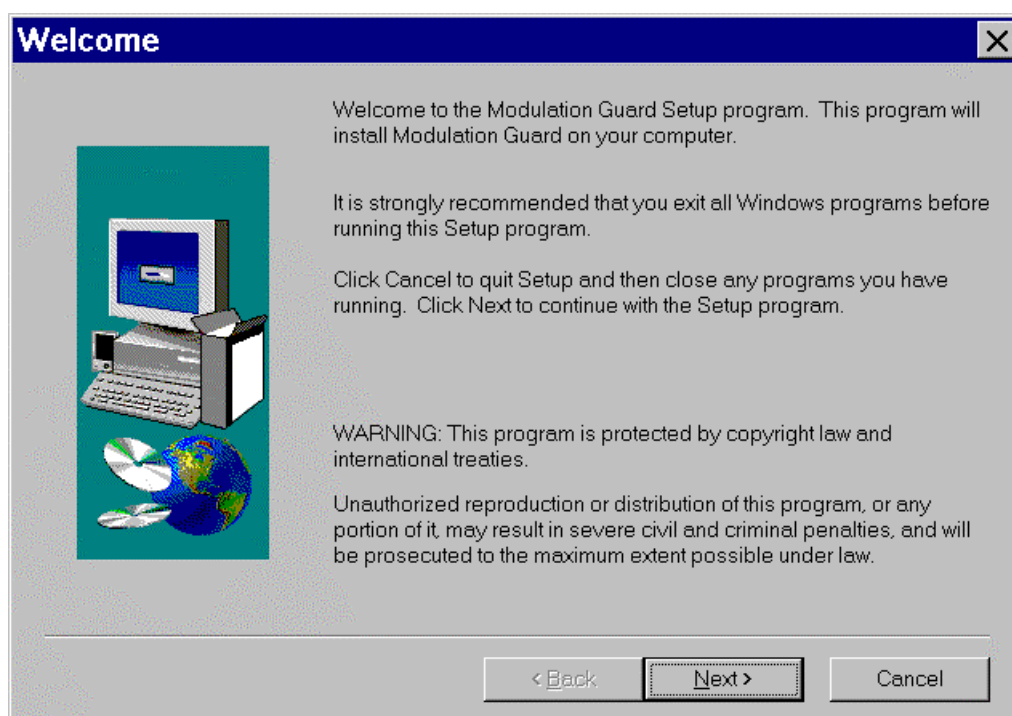 Welcome
Welcome to the Modulation Guard Setup program. This program will
install Modulation Guard on your computer.
It is strongly recommended that you exit all Windows programs before
running this Setup program.
Click Cancel to quit Setup and then close any programs you have
running. Click Next to continue with the Setup program.
WARNING: This program is protected by copyright law and
international treaties.
Unauthorized reproduction or distribution of this program, or any
portion of it, may result in severe civil and criminal penalties, and will
be prosecuted to the maximum extent possible under law.
< Back
Next >
Cancel